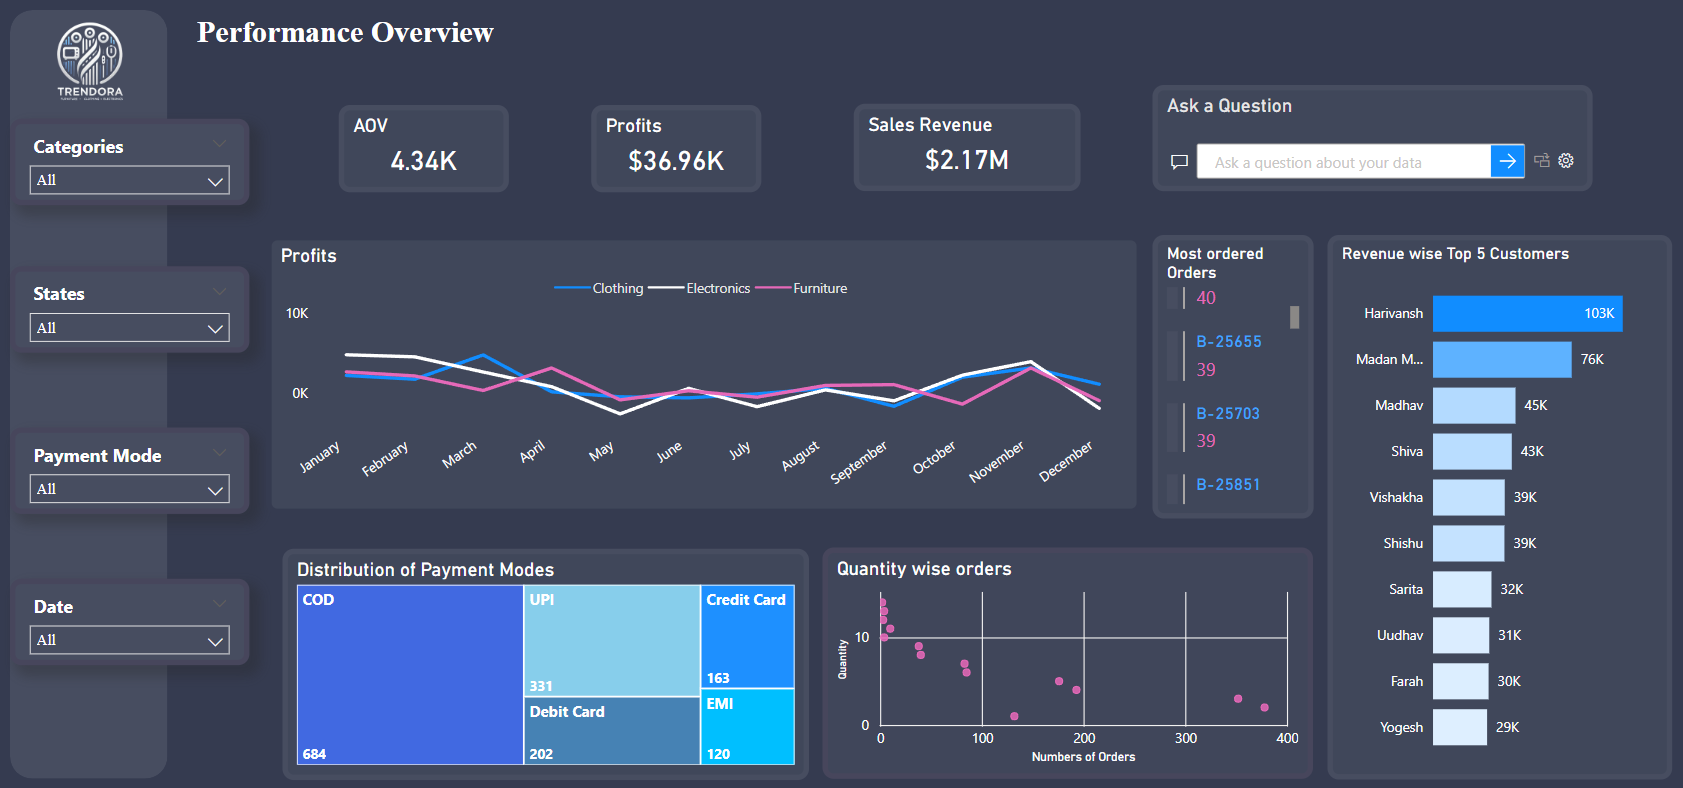 Performance Overview
TRENDORA
Categories
All
States
All
Payment Mode
All
Date
All
AOV
4.34K
Profits
$36.96K
Sales Revenue
$2.17M
Ask a Question
Ask a question about your data
Profits
Clothing Electronics Furniture
10K
0K
January February March April May June July August September October November December
Most ordered
Orders
40
B-25655
39
B-25703
39
B-25851
Revenue wise Top 5 Customers
Harivansh 103K
Madan M... 76K
Madhav 45K
Shiva 43K
Vishakha 39K
Shishu 39K
Sarita 32K
Uudhav 31K
Farah 30K
Yogesh 29K
Distribution of Payment Modes
COD
684
UPI
331
Debit Card
202
Credit Card
163
EMI
120
Quantity wise orders
Quantity
10
0
0 100 200 300 400
Numbers of Orders